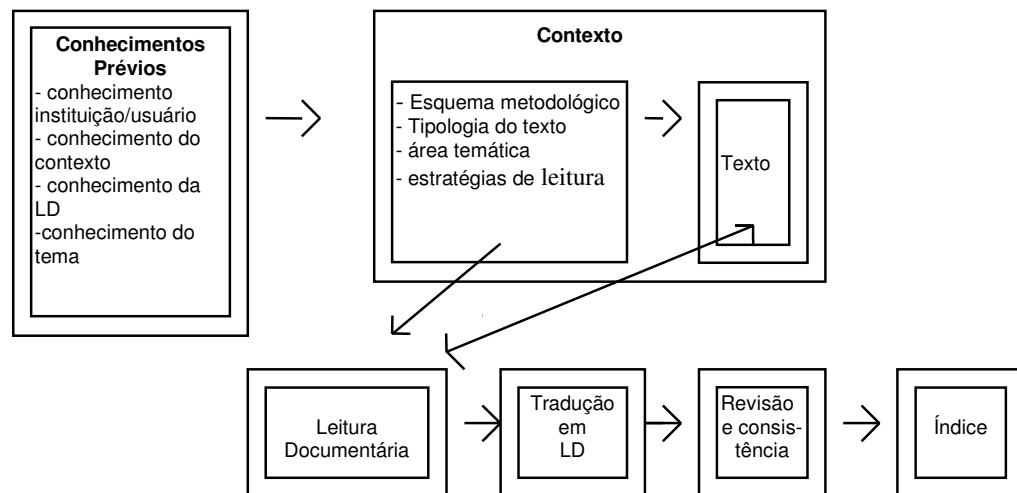 Conhecimentos
Prévios
- conhecimento
instituição/usuário
- conhecimento do
contexto
- conhecimento da
LD
-conhecimento do
tema
Contexto
- Esquema metodológico
- Tipologia do texto
- área temática
- estratégias de leitura
Texto
Leitura
Documentária
Tradução
em
LD
Revisão
e consis-
tência
Índice